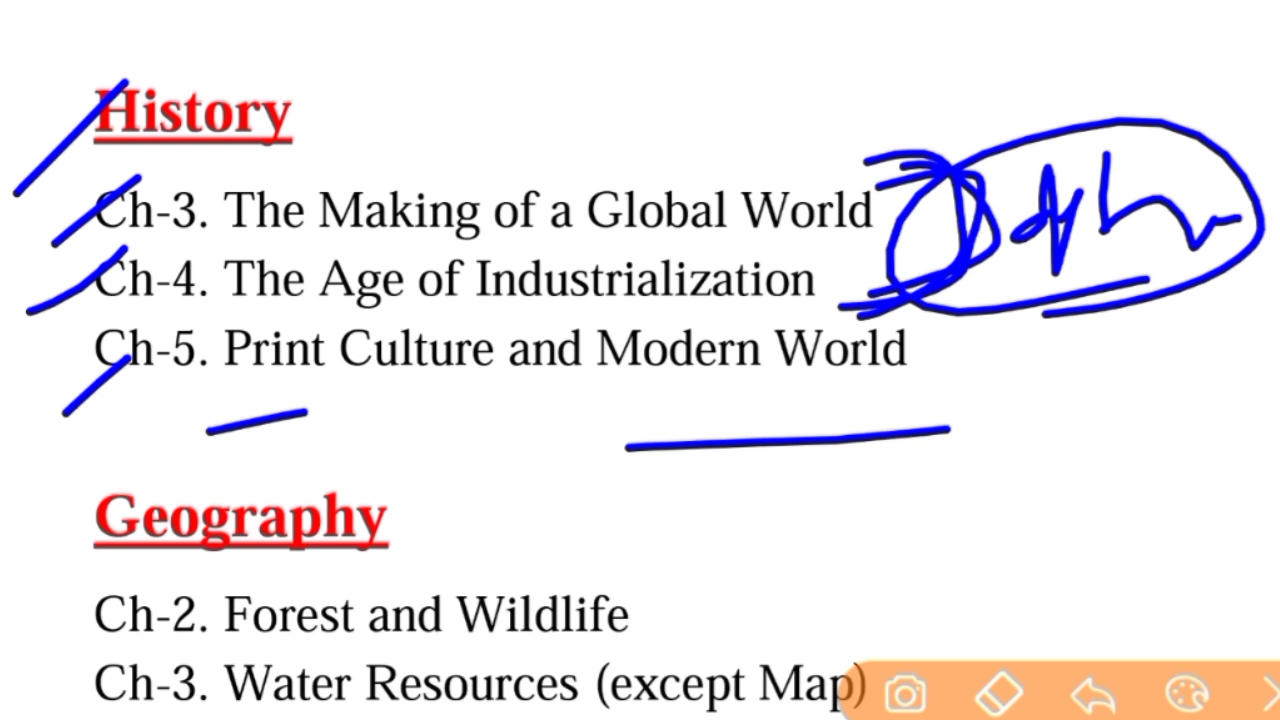 History
Ch-3. The Making of a Global World
Ch-4. The Age of Industrialization
Ch-5. Print Culture and Modern World
Geography
Ch-2. Forest and Wildlife
Ch-3. Water Resources (except Map)